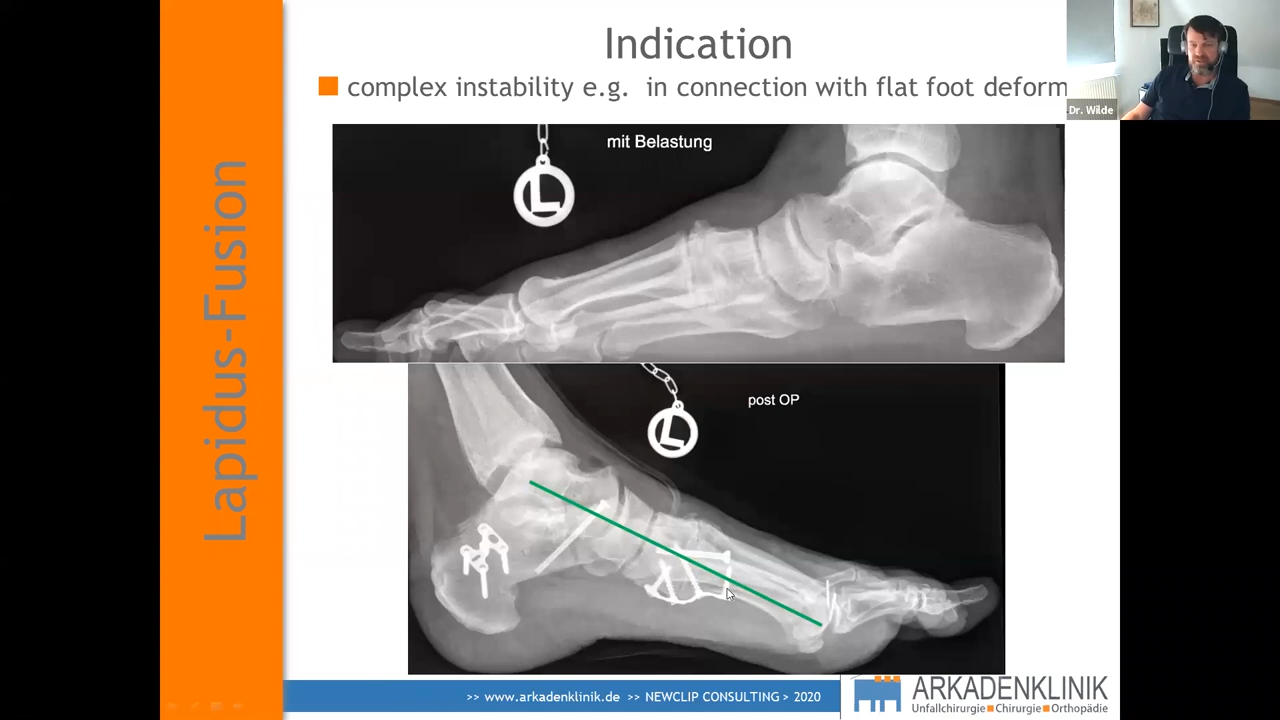 Indication
complex instability e.g. in connection with flat foot deform
Dr. Wilde
Lapidus-Fusion
mit Belastung
L
post OP
L
>> www.arkadenklinik.de >> NEWCLIP CONSULTING > 2020
ARKADENKLINIK
Unfallchirurgie Chirurgie Orthopädie